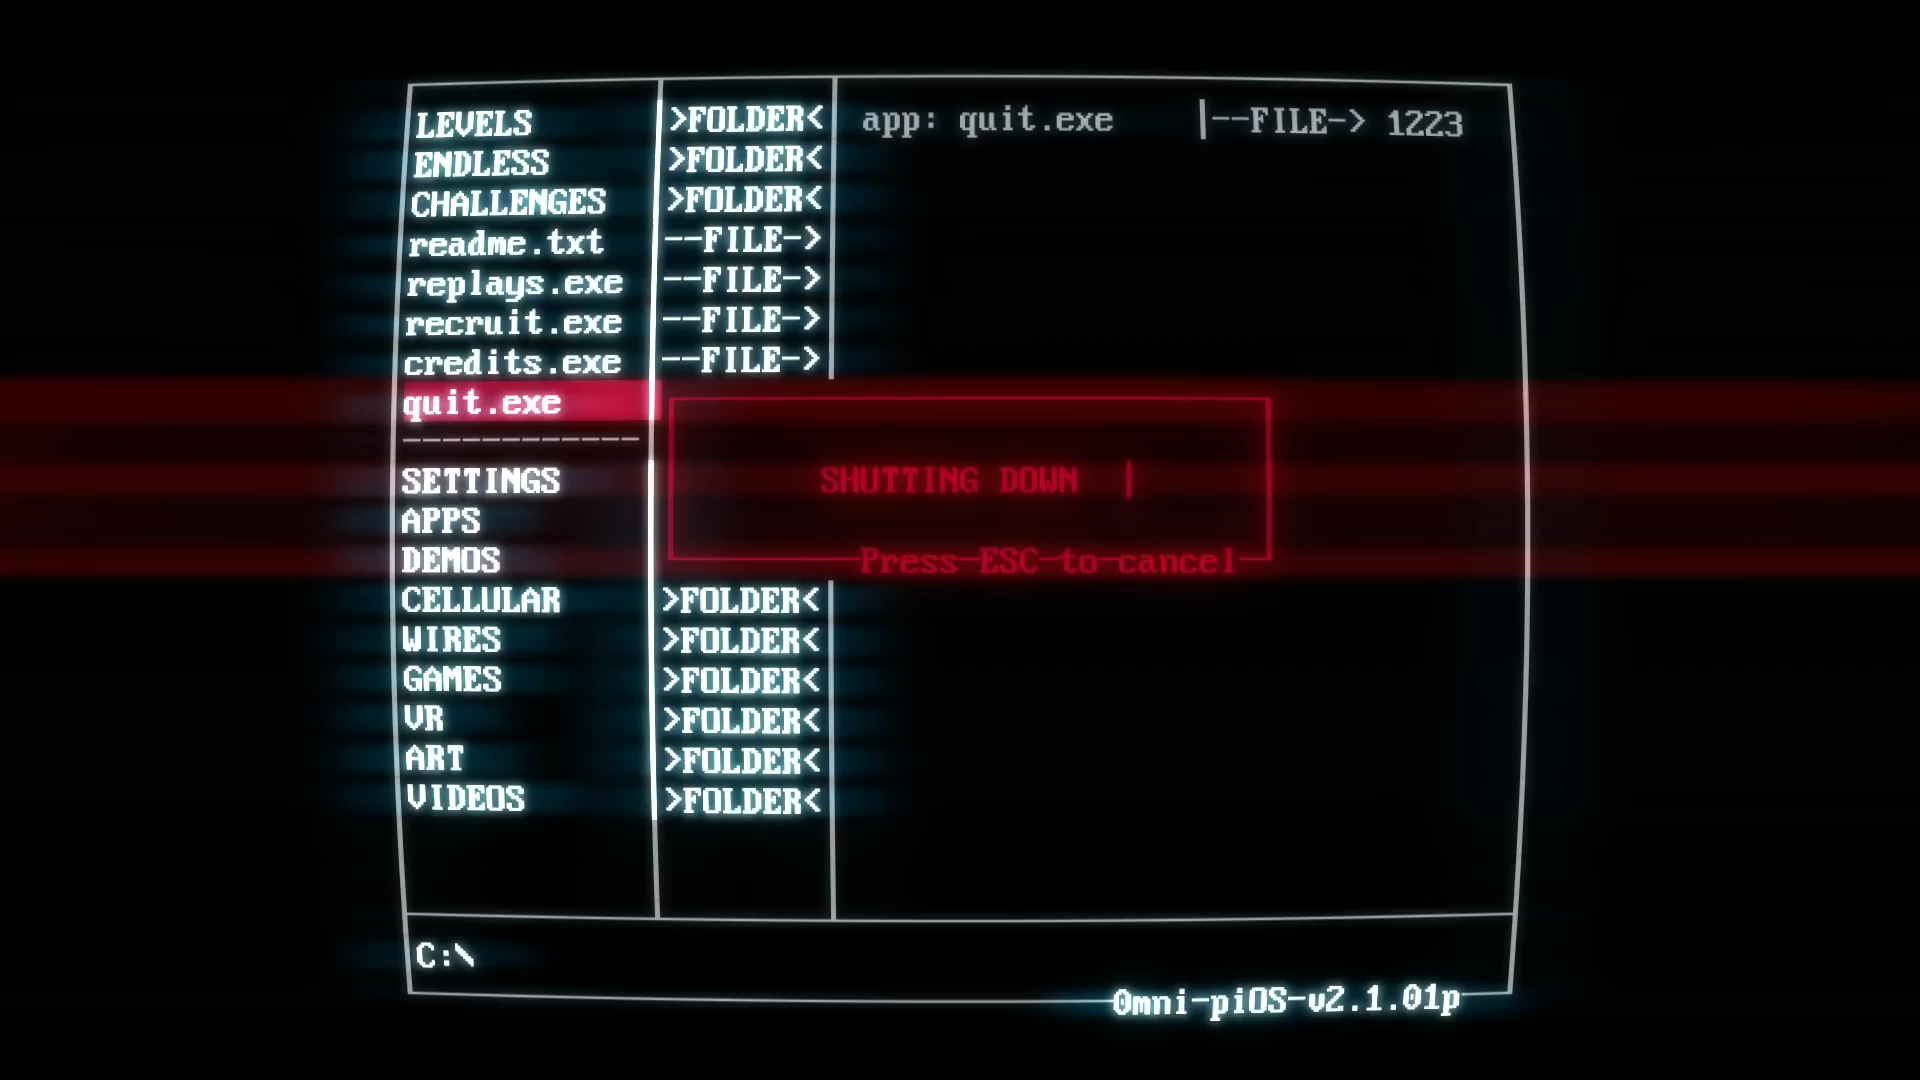 LEVELS >FOLDER< app: quit.exe |--FILE-> 1223
ENDLESS >FOLDER<
CHALLENGES >FOLDER<
readme.txt --FILE->
replays.exe --FILE->
recruit.exe --FILE->
credits.exe --FILE->
quit.exe
------------
SETTINGS SHUTTING DOWN |
APPS
DEMOS Press ESC to cancel
CELLULAR >FOLDER<
WIRES >FOLDER<
GAMES >FOLDER<
VR >FOLDER<
ART >FOLDER<
VIDEOS >FOLDER<
C:\
0mni-piOS-v2.1.01p